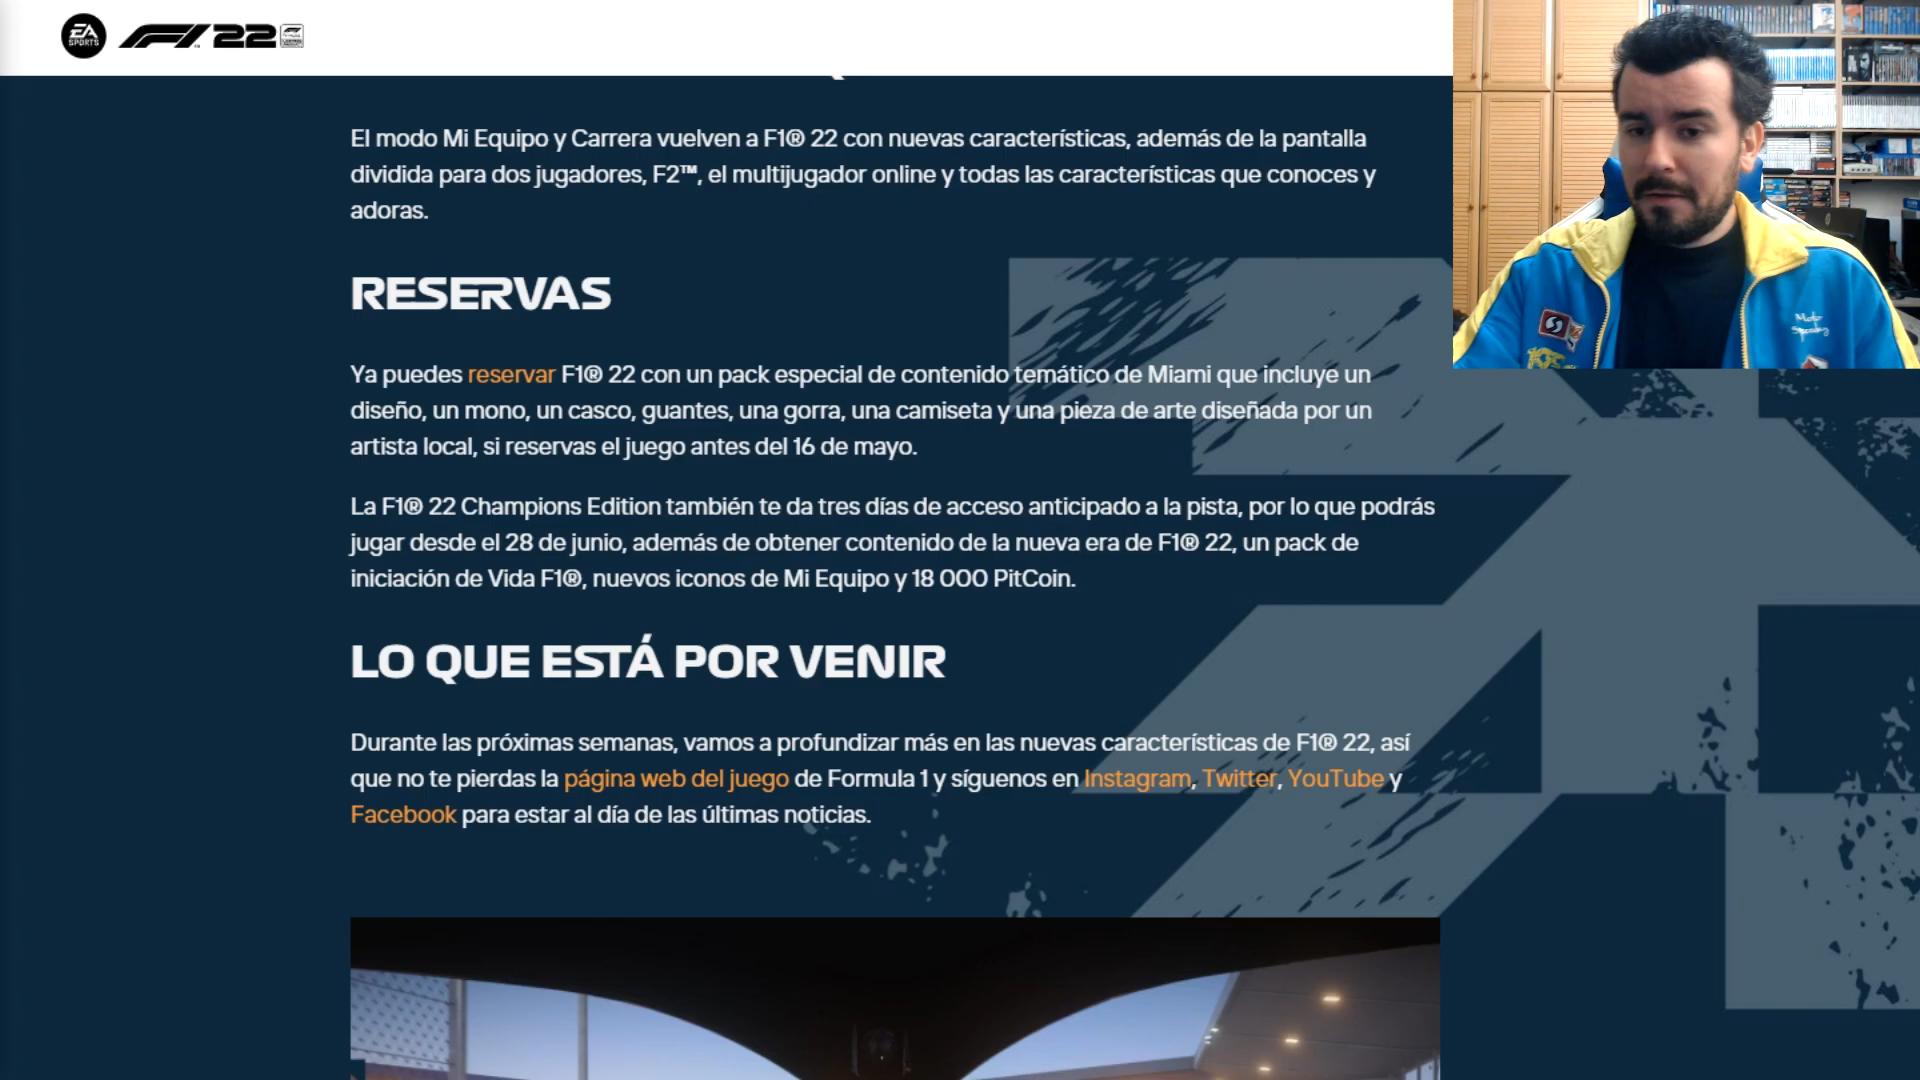 EA
SPORTS
F1 22
El modo Mi Equipo y Carrera vuelven a F1® 22 con nuevas características, además de la pantalla
dividida para dos jugadores, F2™, el multijugador online y todas las características que conoces y
adoras.
RESERVAS
Ya puedes reservar F1® 22 con un pack especial de contenido temático de Miami que incluye un
diseño, un mono, un casco, guantes, una gorra, una camiseta y una pieza de arte diseñada por un
artista local, si reservas el juego antes del 16 de mayo.
La F1® 22 Champions Edition también te da tres días de acceso anticipado a la pista, por lo que podrás
jugar desde el 28 de junio, además de obtener contenido de la nueva era de F1® 22, un pack de
iniciación de Vida F1®, nuevos iconos de Mi Equipo y 18 000 PitCoin.
LO QUE ESTÁ POR VENIR
Durante las próximas semanas, vamos a profundizar más en las nuevas características de F1® 22, así
que no te pierdas la página web del juego de Formula 1 y síguenos en Instagram, Twitter, YouTube y
Facebook para estar al día de las últimas noticias.